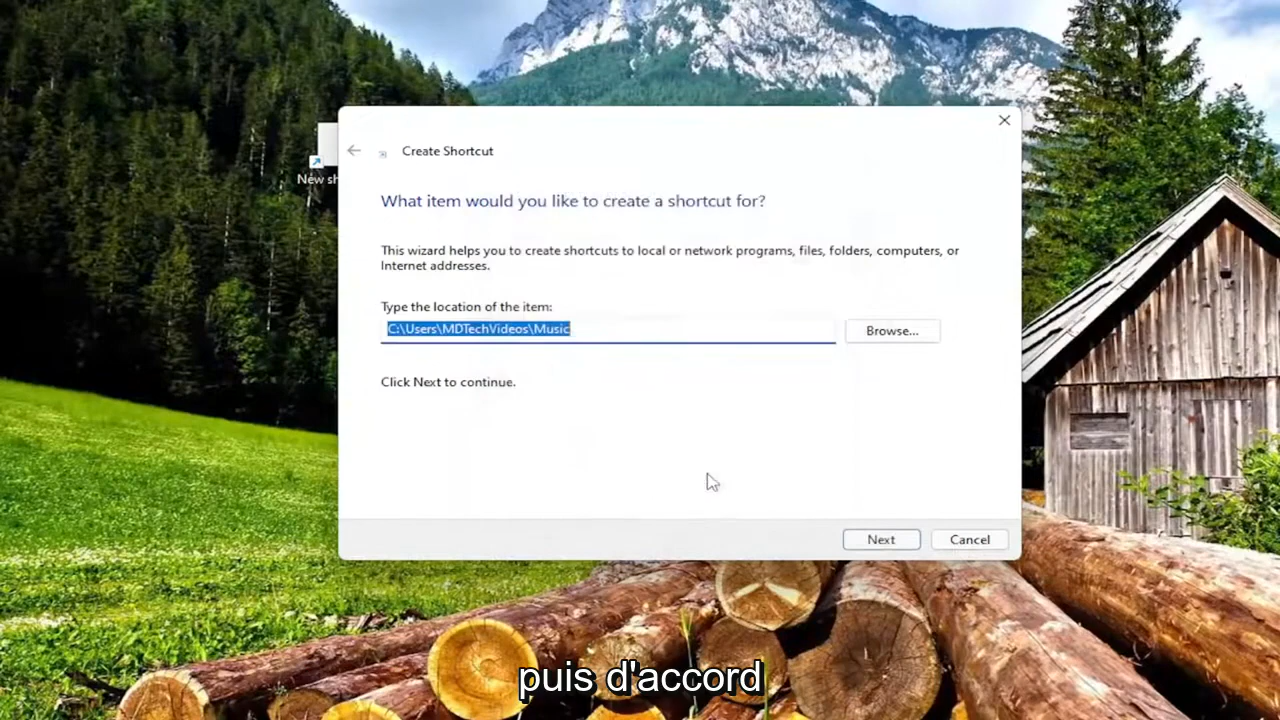 Create Shortcut
New sh
What item would you like to create a shortcut for?
This wizard helps you to create shortcuts to local or network programs, files, folders, computers, or
Internet addresses.
Type the location of the item:
C:\Users\MDTechVideos\Music
Browse...
Click Next to continue.
Next
Cancel
puis d'accord